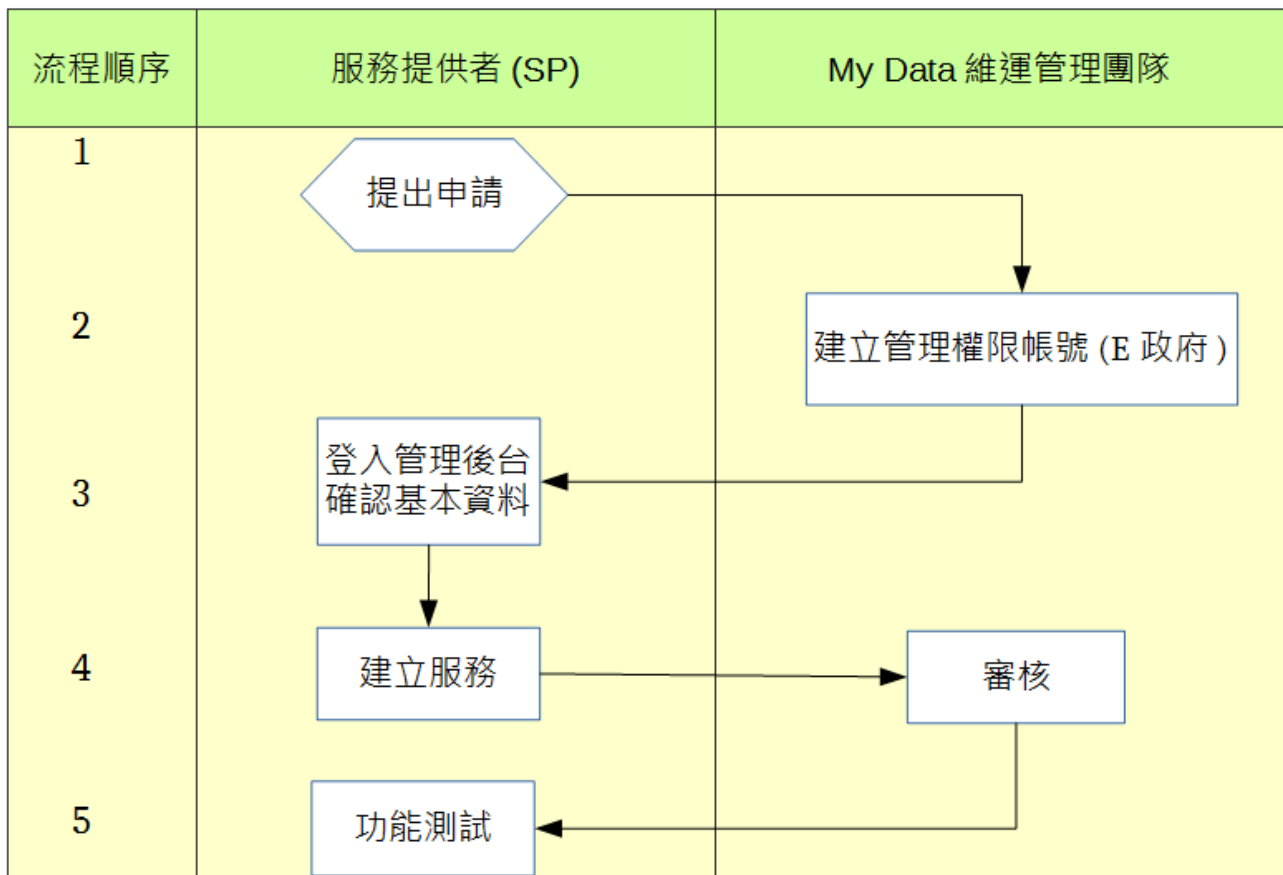 流程順序
服務提供者 (SP)
My Data 維運管理團隊
1
提出申請
2
建立管理權限帳號 (E 政府 )
3
登入管理後台
確認基本資料
4
建立服務
審核
5
功能測試